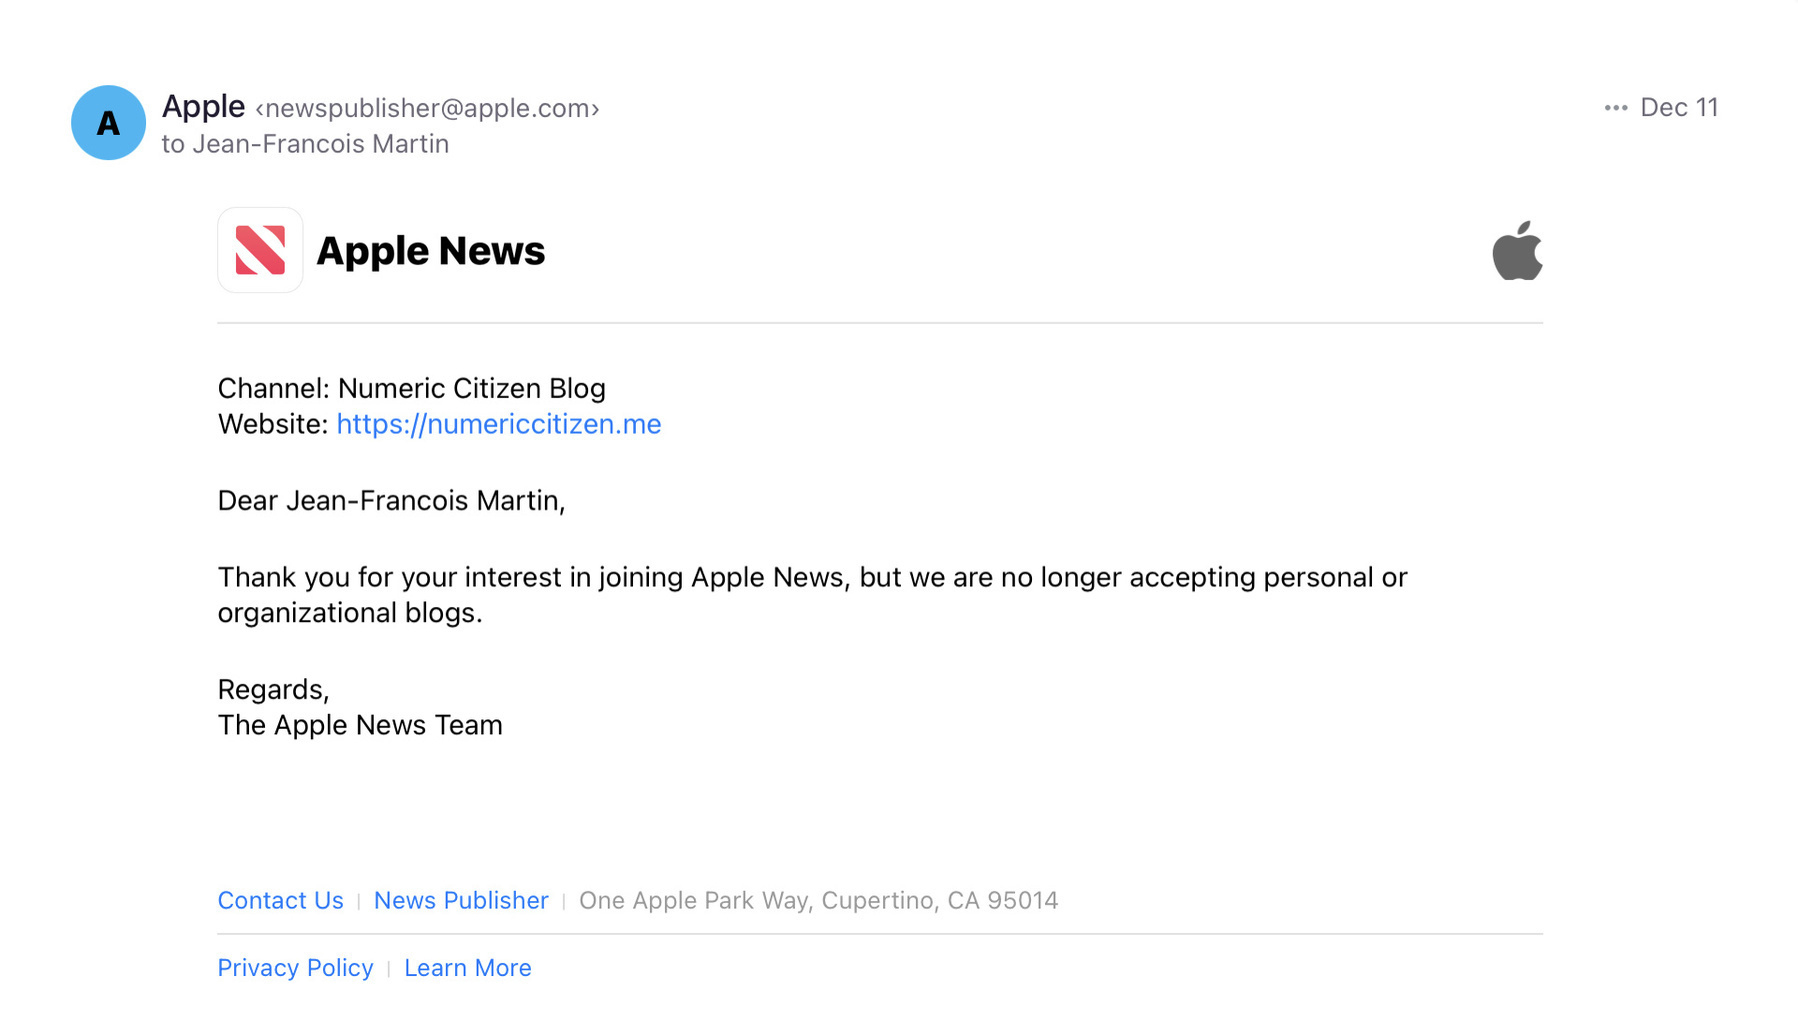 A
Apple <newspublisher@apple.com>
••• Dec 11
to Jean-Francois Martin
Apple News
Channel: Numeric Citizen Blog
Website: https://numericcitizen.me
Dear Jean-Francois Martin,
Thank you for your interest in joining Apple News, but we are no longer accepting personal or
organizational blogs.
Regards,
The Apple News Team
Contact Us | News Publisher | One Apple Park Way, Cupertino, CA 95014
Privacy Policy | Learn More